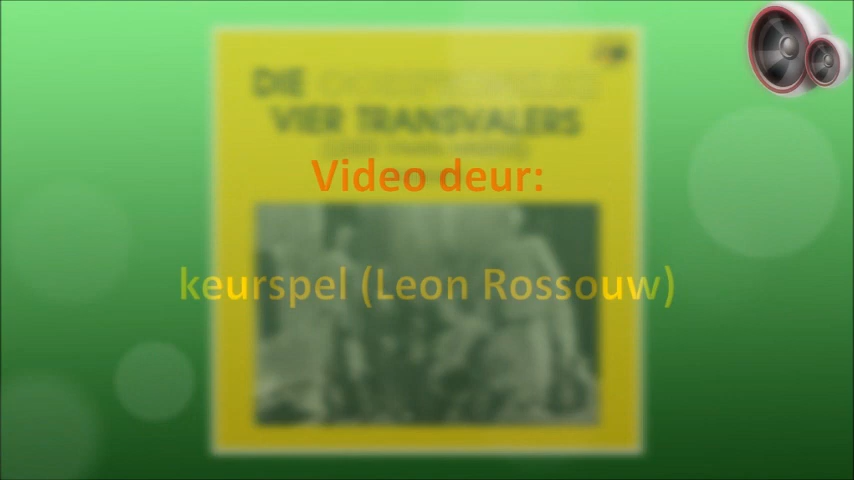 DIE
VIER TRANSVALERS
Video deur:
keurspel (Leon Rossouw)